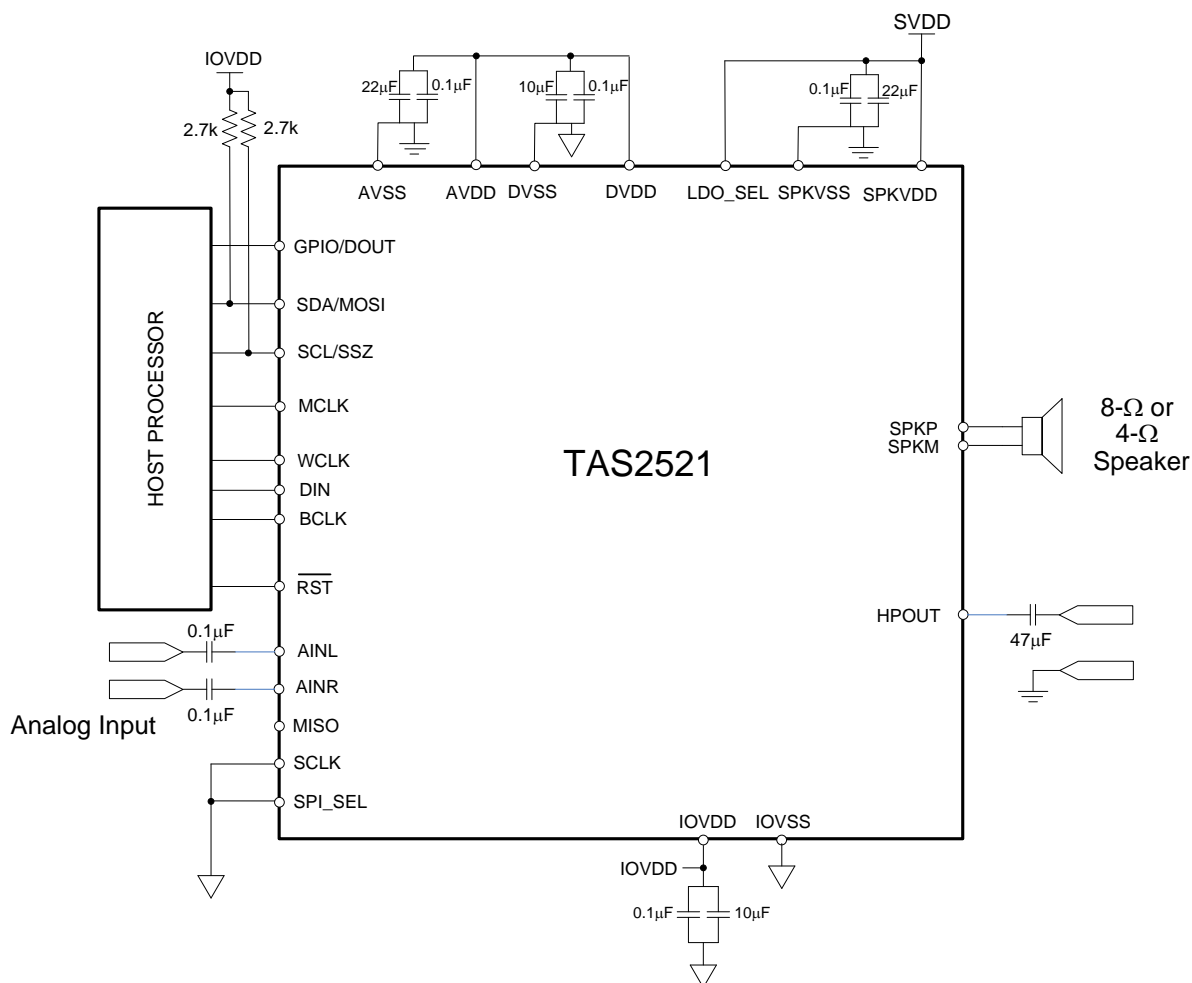 SVDD
IOVDD
22μF
0.1μF
10μF
0.1μF
0.1μF
22μF
2.7k
2.7k
AVSS
AVDD
DVSS
DVDD
LDO_SEL
SPKVSS
SPKVDD
HOST PROCESSOR
GPIO/DOUT
SDA/MOSI
SCL/SSZ
MCLK
WCLK
DIN
BCLK
RST
TAS2521
SPKP
SPKM
8-Ω or
4-Ω
Speaker
HPOUT
47μF
0.1μF
AINL
AINR
0.1μF
Analog Input
MISO
SCLK
SPI_SEL
IOVDD
IOVSS
IOVDD
0.1μF
10μF